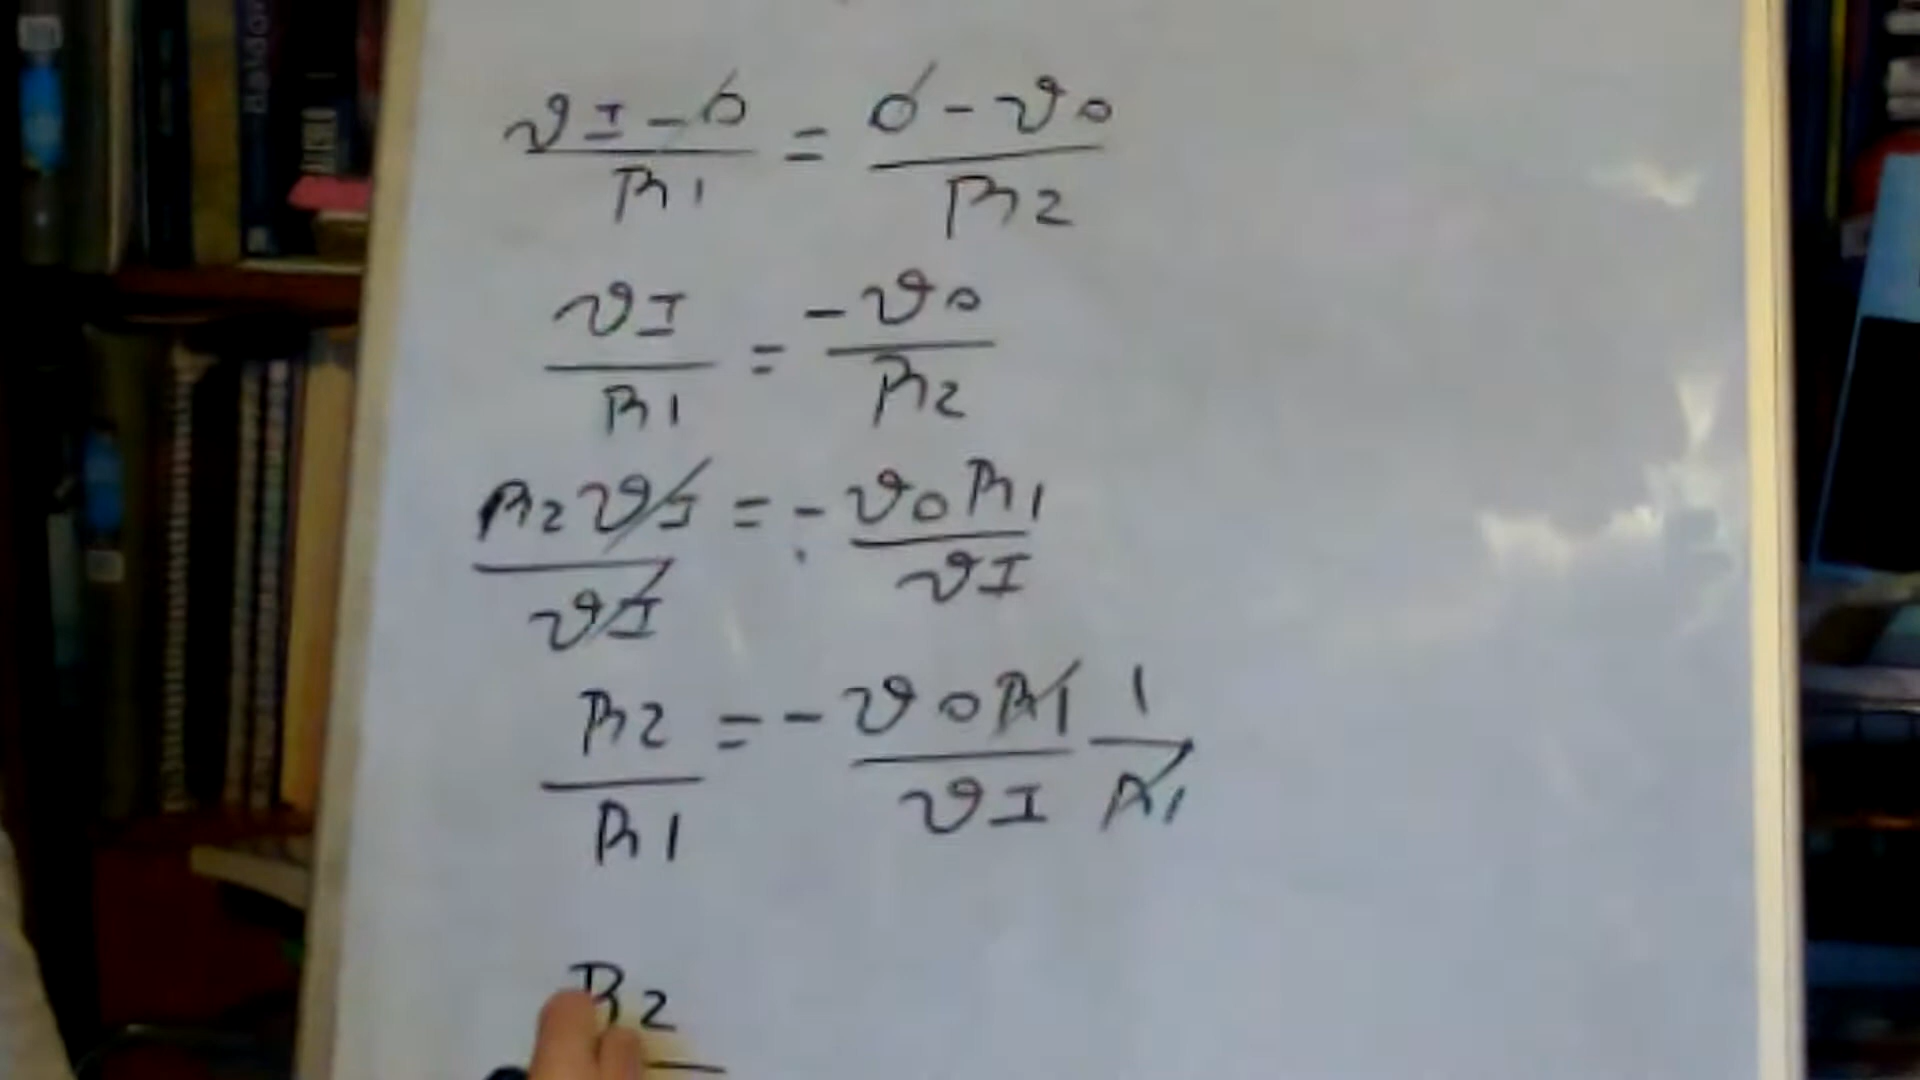 Baldor
vI - 0 / R1 = 0 - vo / R2
vI / R1 = - vo / R2
R2 vI / vI = - vo R1 / vI
R2 / R1 = - vo R1 / vI 1 / R1
R2